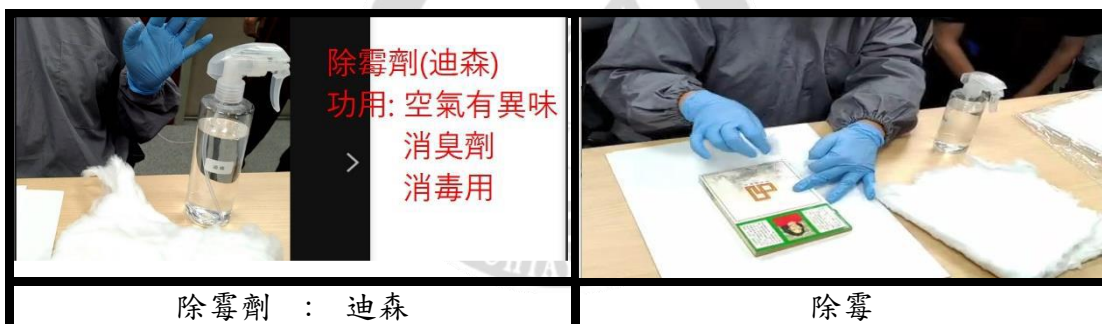 除霉劑(迪森)
功用: 空氣有異味
消臭劑
消毒用
除霉劑 : 迪森
除霉